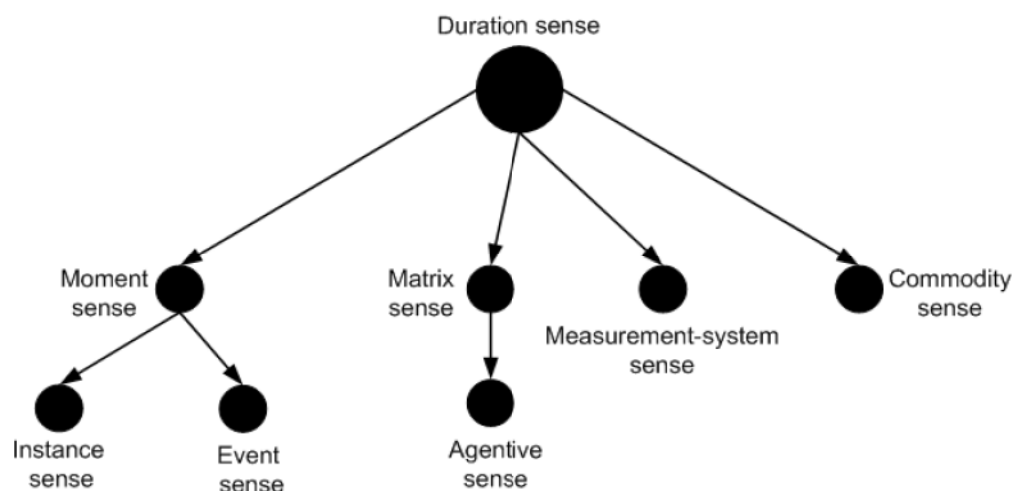 Duration sense
Moment
sense
Matrix
sense
Measurement-system
sense
Commodity
sense
Instance
sense
Event
sense
Agentive
sense